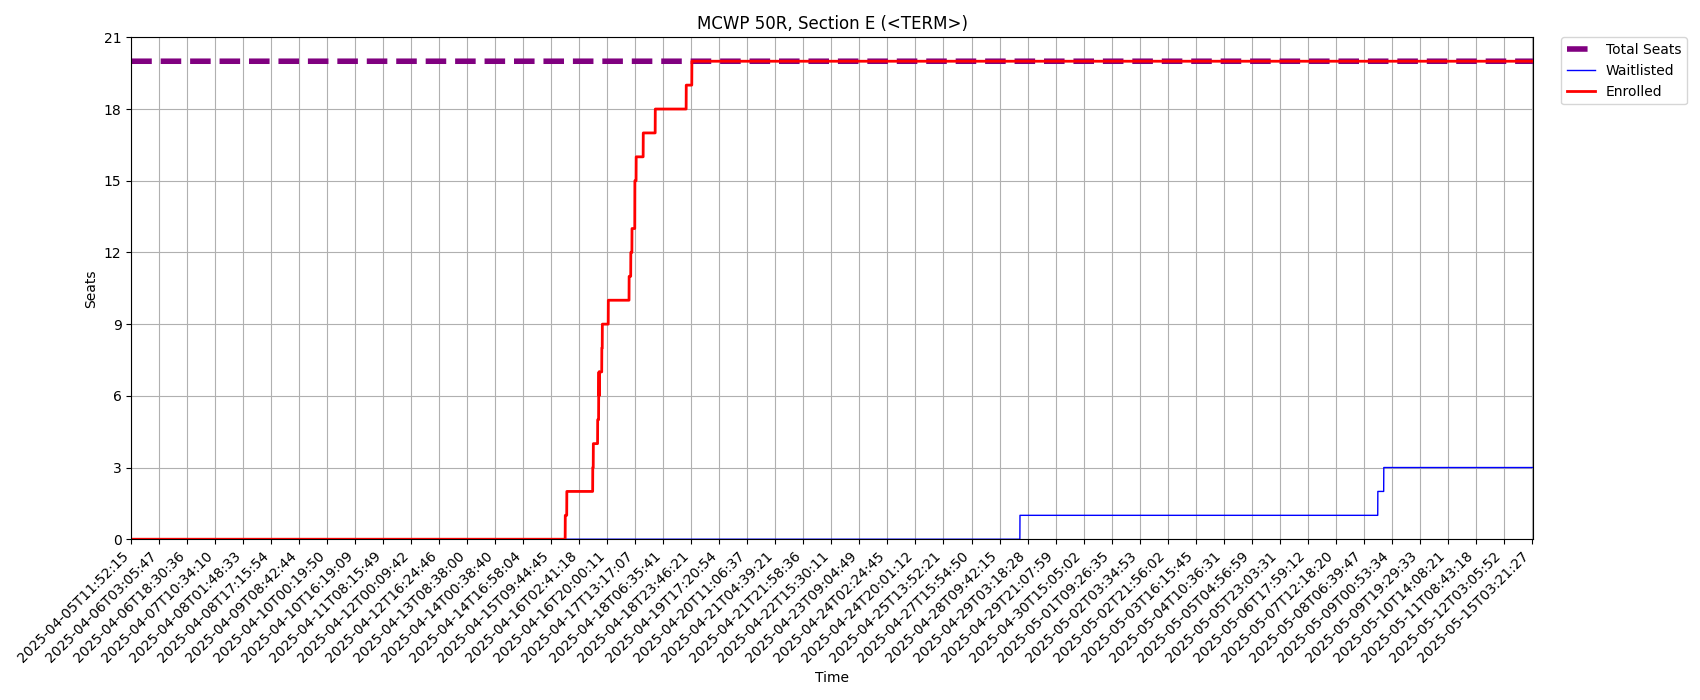 MCWP 50R, Section E (<TERM>)
Total Seats
Waitlisted
Enrolled
Seats
21
18
15
12
9
6
3
0
2025-04-05T11:52:15
2025-04-06T03:05:47
2025-04-06T18:30:36
2025-04-07T10:34:10
2025-04-08T01:48:33
2025-04-08T17:15:54
2025-04-09T08:42:44
2025-04-10T00:19:50
2025-04-10T16:19:09
2025-04-11T08:15:49
2025-04-12T00:09:42
2025-04-12T16:24:46
2025-04-13T08:38:00
2025-04-14T00:38:40
2025-04-14T16:58:04
2025-04-15T09:44:45
2025-04-16T02:41:18
2025-04-16T20:00:11
2025-04-17T13:17:07
2025-04-18T06:35:41
2025-04-18T23:46:21
2025-04-19T17:20:54
2025-04-20T11:06:37
2025-04-21T04:39:21
2025-04-21T21:58:36
2025-04-22T15:30:11
2025-04-23T09:04:49
2025-04-24T02:24:45
2025-04-24T20:01:12
2025-04-25T13:52:21
2025-04-27T15:54:50
2025-04-28T09:42:15
2025-04-29T03:18:28
2025-04-29T21:07:59
2025-04-30T15:05:02
2025-05-01T09:26:35
2025-05-02T03:34:53
2025-05-02T21:56:02
2025-05-03T16:15:45
2025-05-04T10:36:31
2025-05-05T04:56:59
2025-05-05T23:03:31
2025-05-06T17:59:12
2025-05-07T12:18:20
2025-05-08T06:39:47
2025-05-09T00:53:34
2025-05-09T19:29:33
2025-05-10T14:08:21
2025-05-11T08:43:18
2025-05-12T03:05:52
2025-05-15T03:21:27
Time